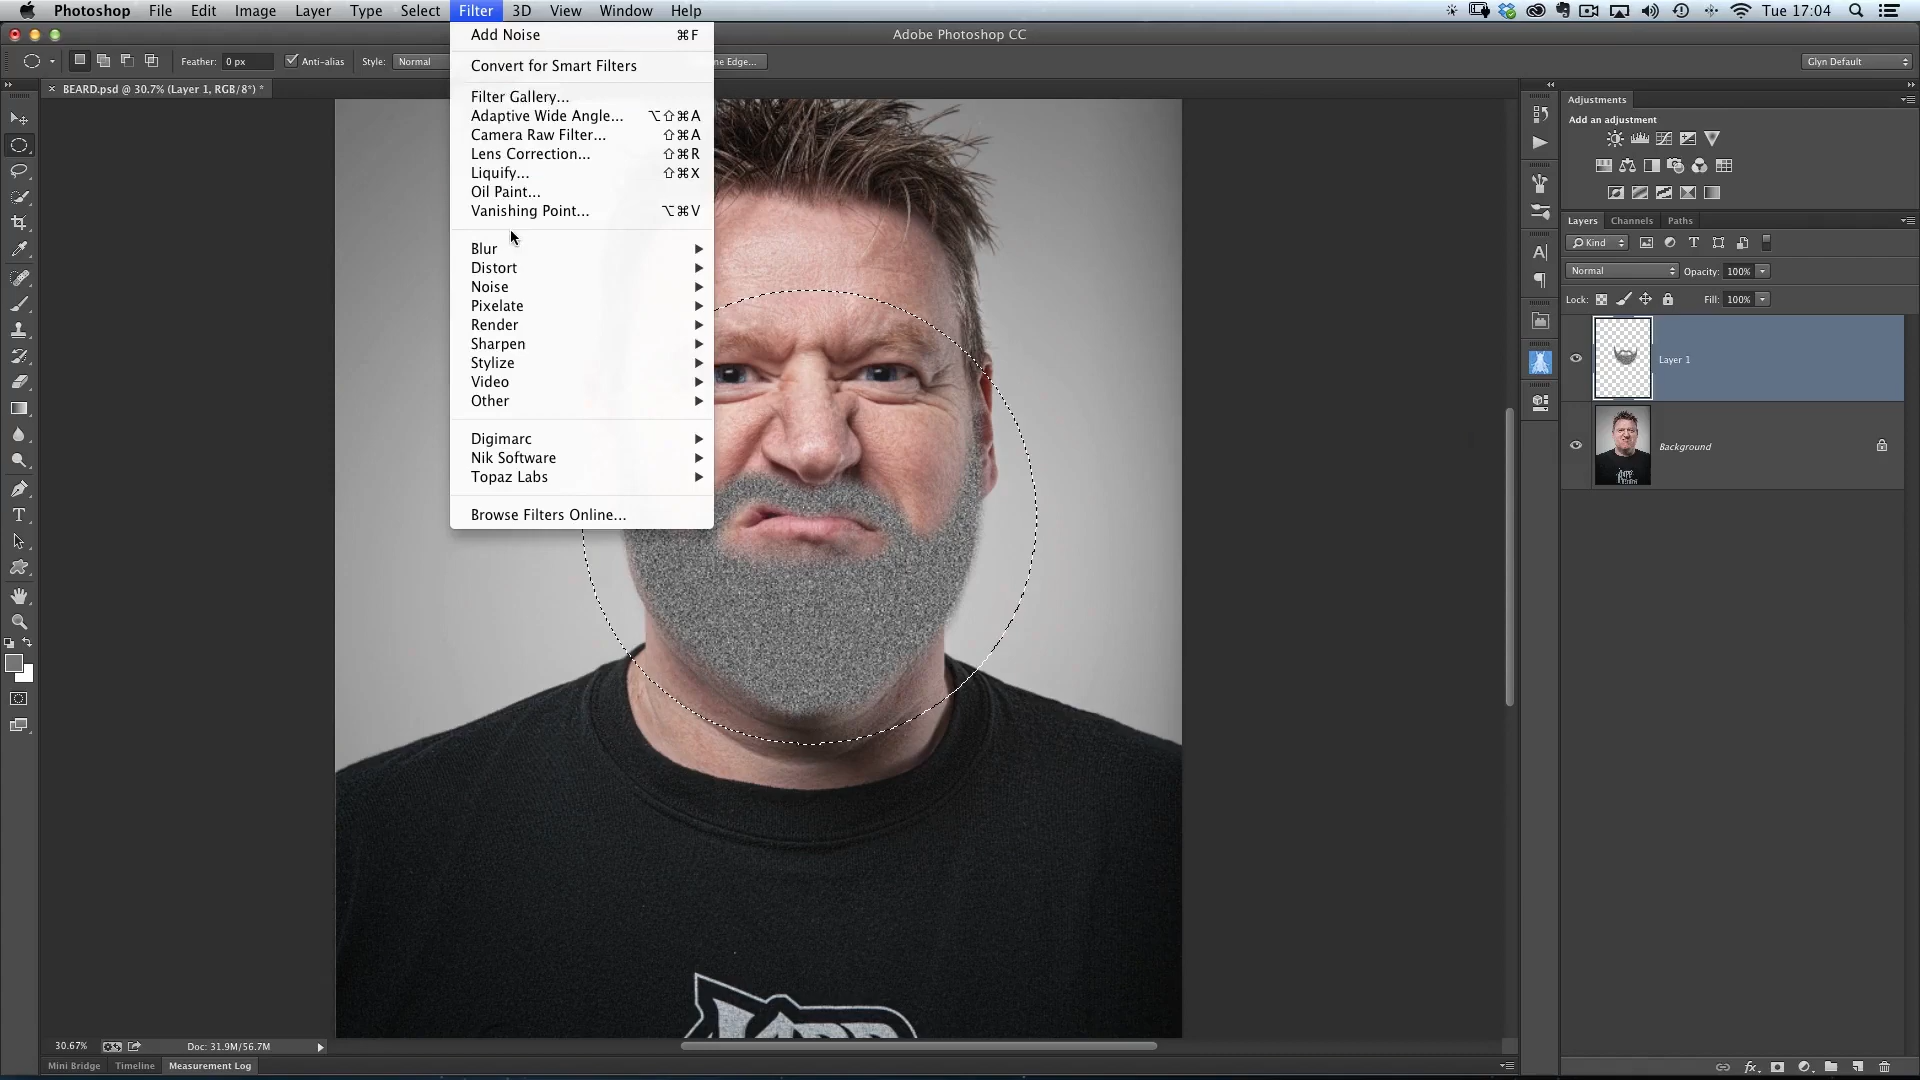 Photoshop File Edit Image Layer Type Select Filter 3D View Window Help Tue 17:04
Adobe Photoshop CC
Feather: 0 px Anti-alias Style: Normal ne Edge... Glyn Default
× BEARD.psd @ 30.7% (Layer 1, RGB/8*) *
Add Noise ⌘F
Convert for Smart Filters
Filter Gallery...
Adaptive Wide Angle... ⌥⇧⌘A
Camera Raw Filter... ⇧⌘A
Lens Correction... ⇧⌘R
Liquify... ⇧⌘X
Oil Paint...
Vanishing Point... ⌥⌘V
Blur
Distort
Noise
Pixelate
Render
Sharpen
Stylize
Video
Other
Digimarc
Nik Software
Topaz Labs
Browse Filters Online...
Adjustments
Add an adjustment
Layers Channels Paths
Kind
Normal Opacity: 100%
Lock: Fill: 100%
Layer 1
Background
30.67% Doc: 31.9M/56.7M
Mini Bridge Timeline Measurement Log